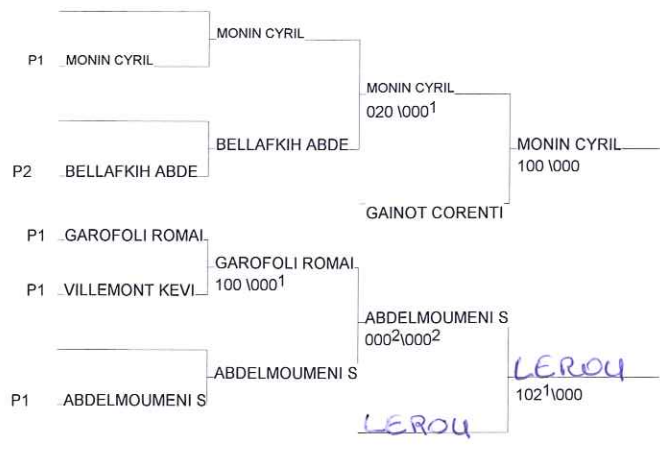 MONIN CYRIL
P1 MONIN CYRIL
MONIN CYRIL
020 \000¹
BELLAFKIH ABDE
MONIN CYRIL
100 \000
P2 BELLAFKIH ABDE
GAINOT CORENTI
P1 GAROFOLI ROMAI
GAROFOLI ROMAI
100 \000¹
P1 VILLEMONT KEVI
ABDELMOUMENI S
000²\000²
ABDELMOUMENI S
LEROU
102¹\000
P1 ABDELMOUMENI S
LEROU